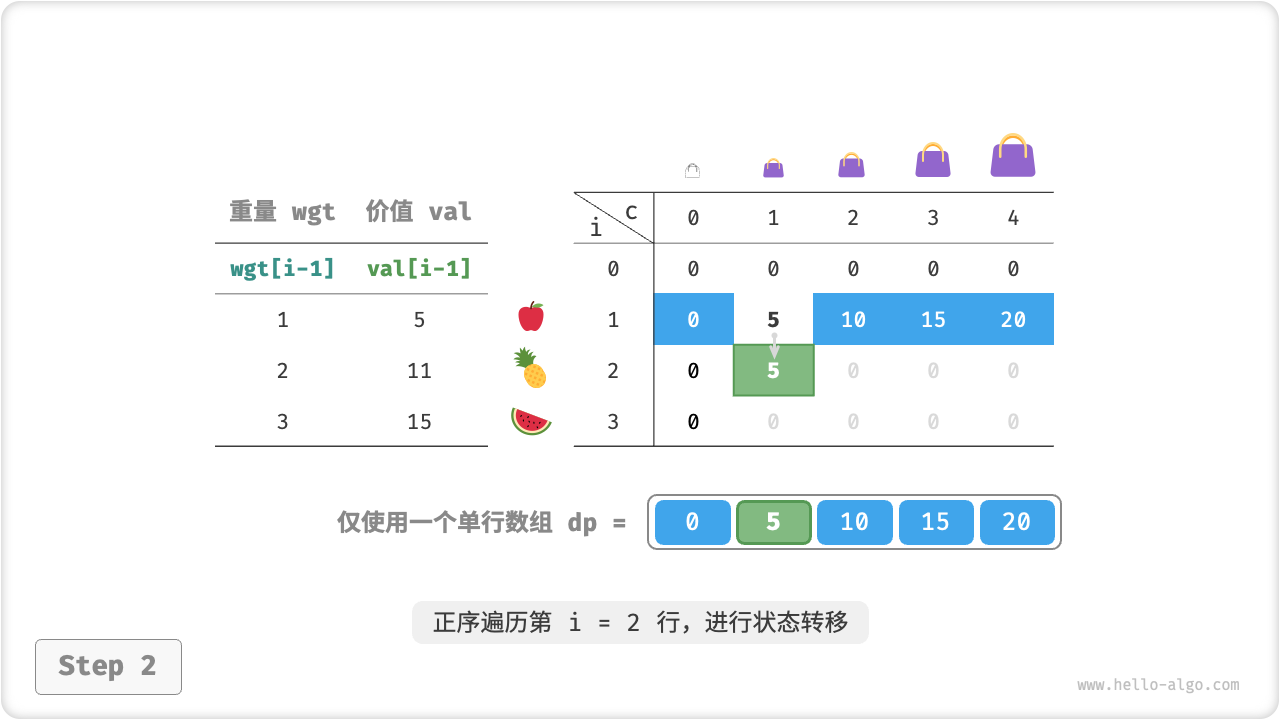 重量 wgt 价值 val
wgt[i-1] val[i-1]
1 5
2 11
3 15
i c 0 1 2 3 4
0 0 0 0 0 0
1 0 5 10 15 20
2 0 5 0 0 0
3 0 0 0 0 0
仅使用一个单行数组 dp = 0 5 10 15 20
正序遍历第 i = 2 行，进行状态转移
Step 2
www.hello-algo.com